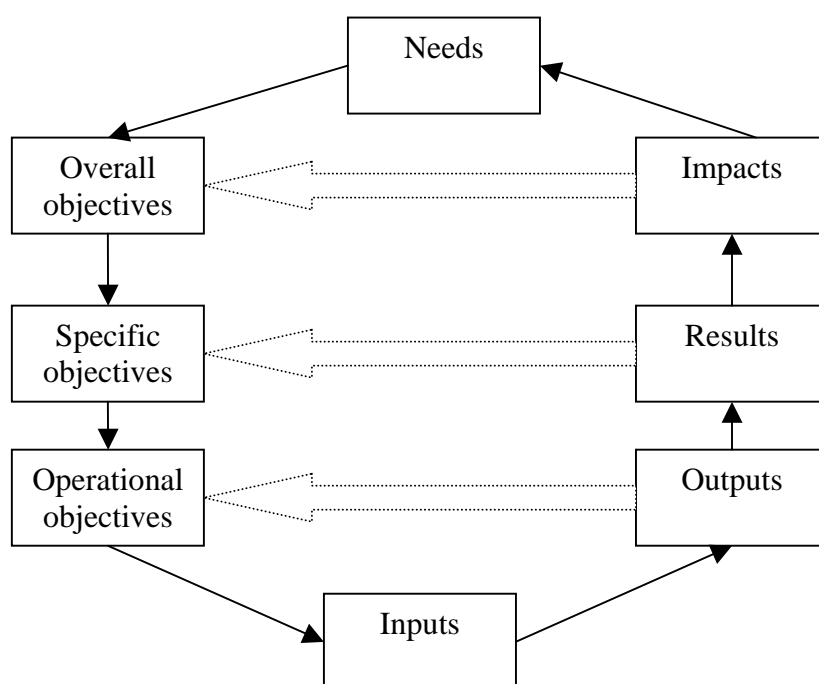 Needs
Overall
objectives
Impacts
Specific
objectives
Results
Operational
objectives
Outputs
Inputs